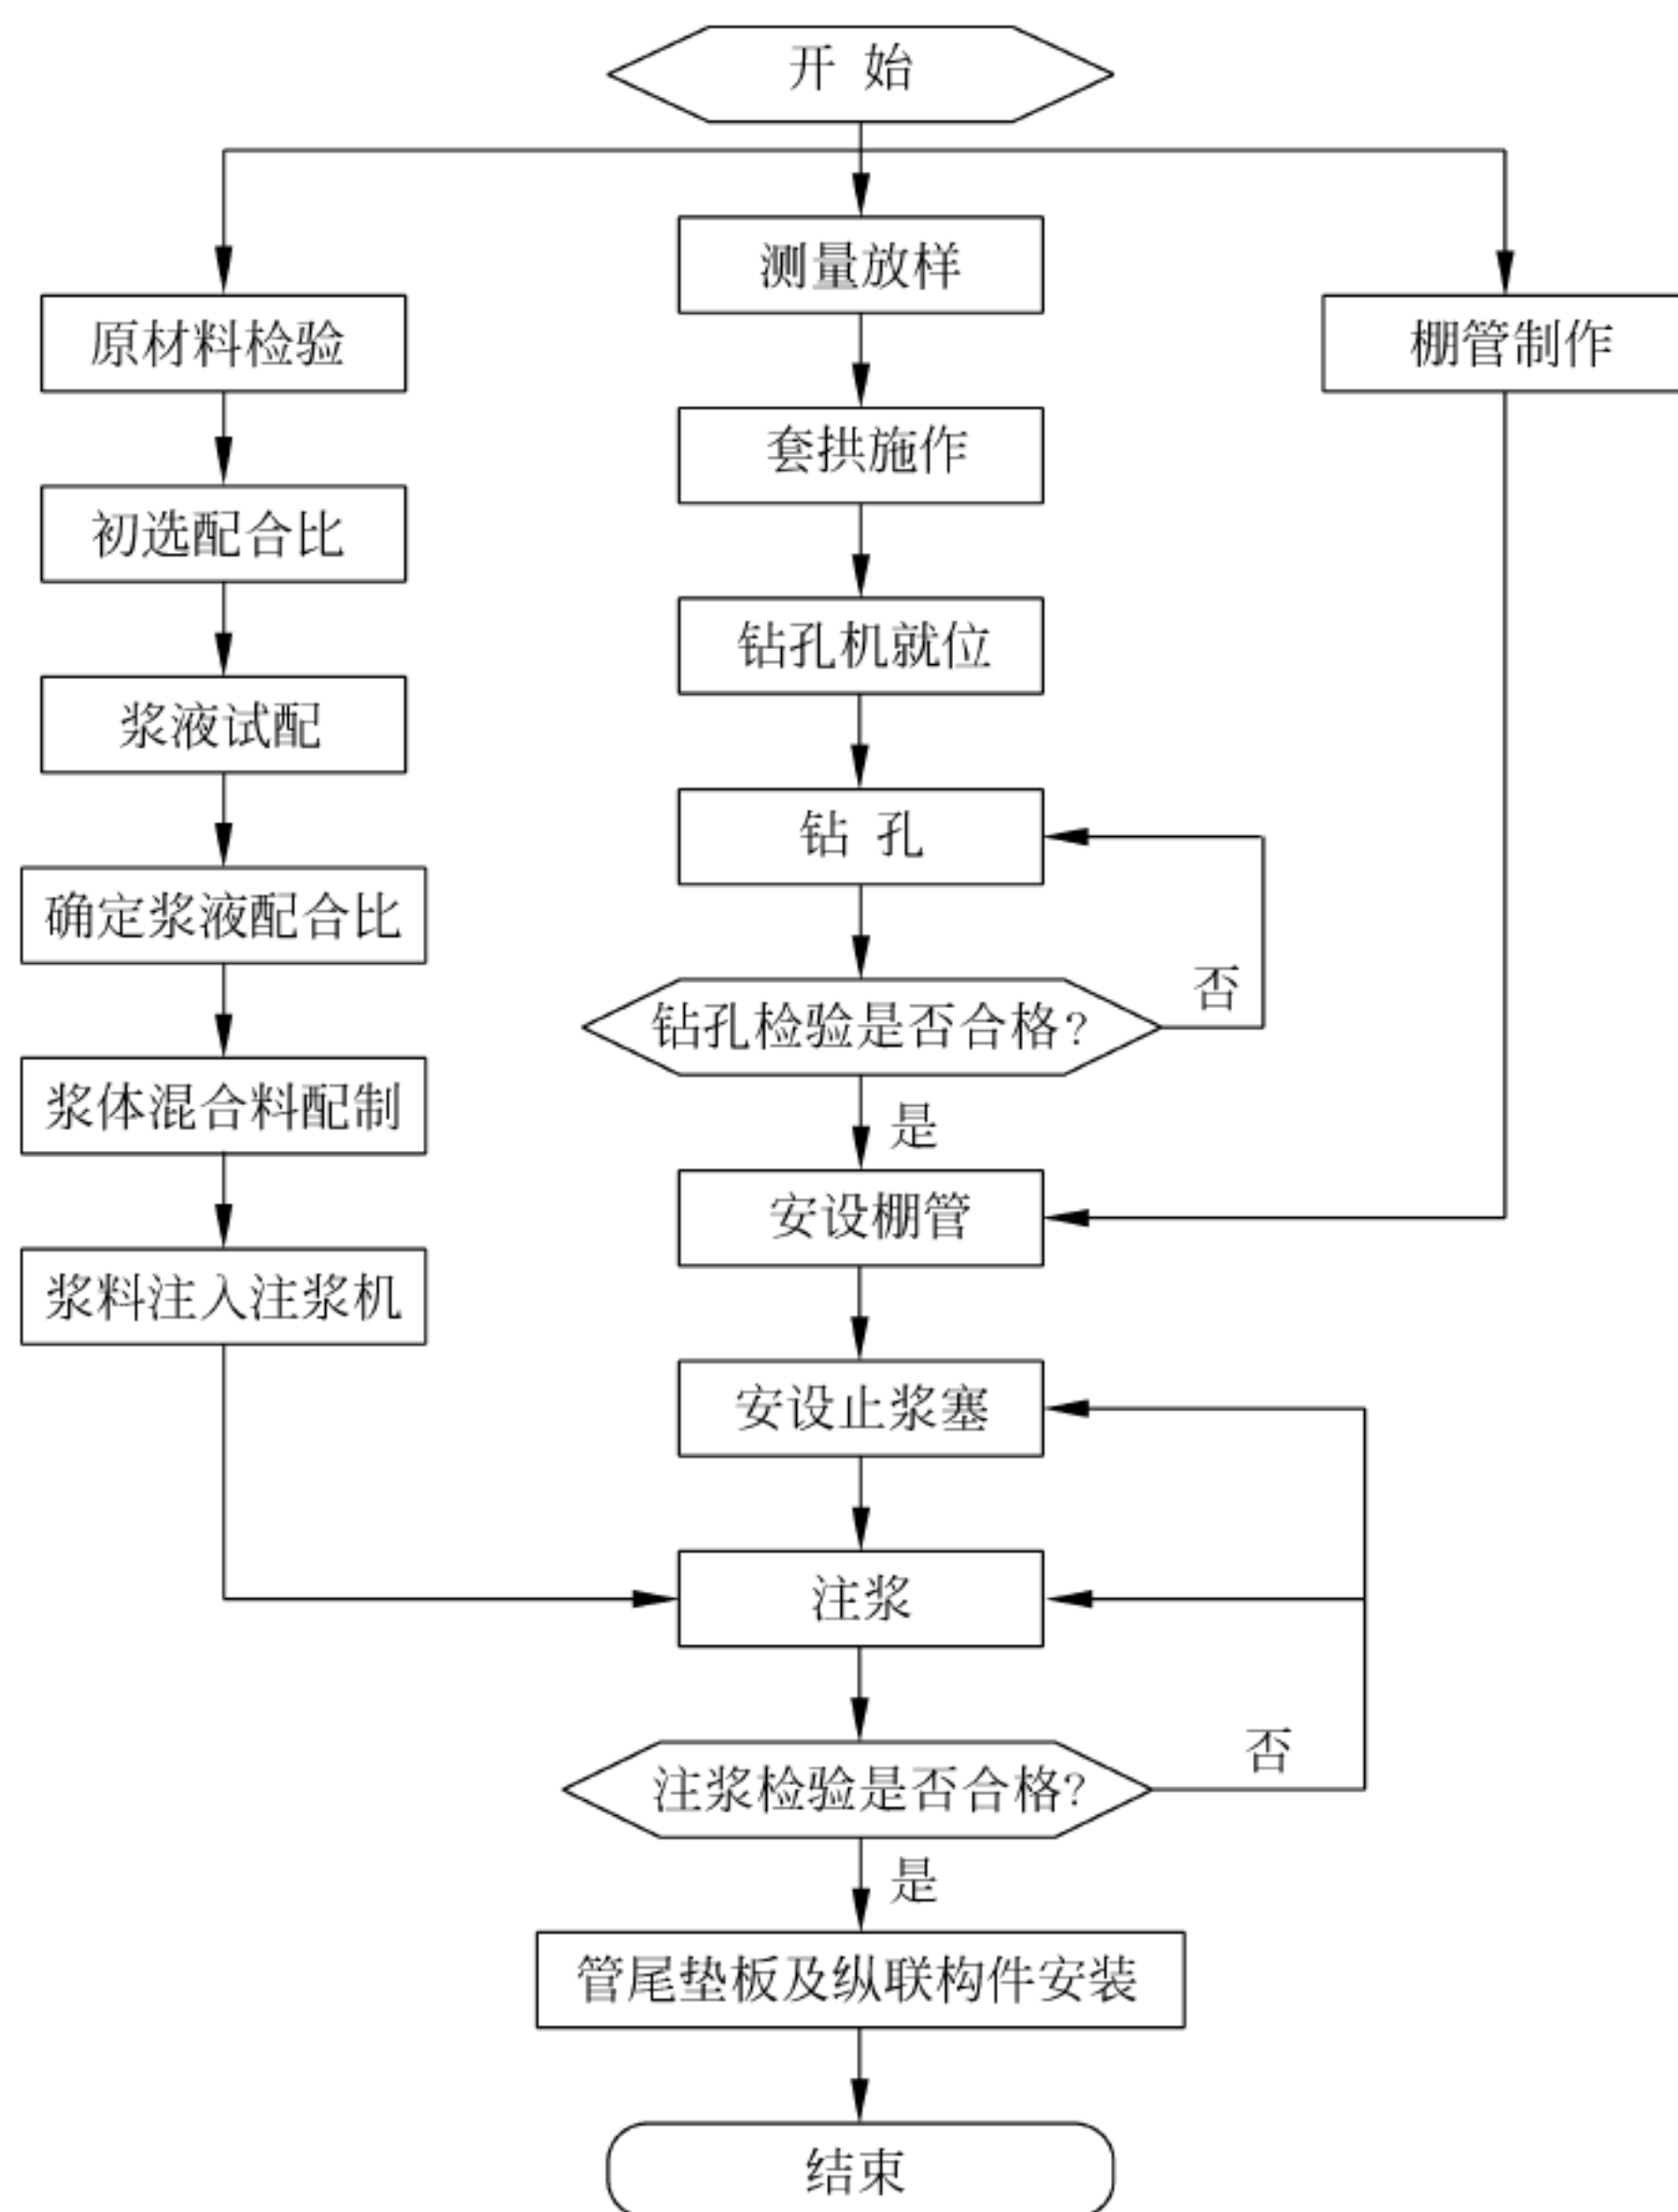 开 始
测量放样
原材料检验
棚管制作
套拱施作
初选配合比
钻孔机就位
浆液试配
钻 孔
确定浆液配合比
否
钻孔检验是否合格?
浆体混合料配制
是
安设棚管
浆料注入注浆机
安设止浆塞
注浆
否
注浆检验是否合格?
是
管尾垫板及纵联构件安装
结束